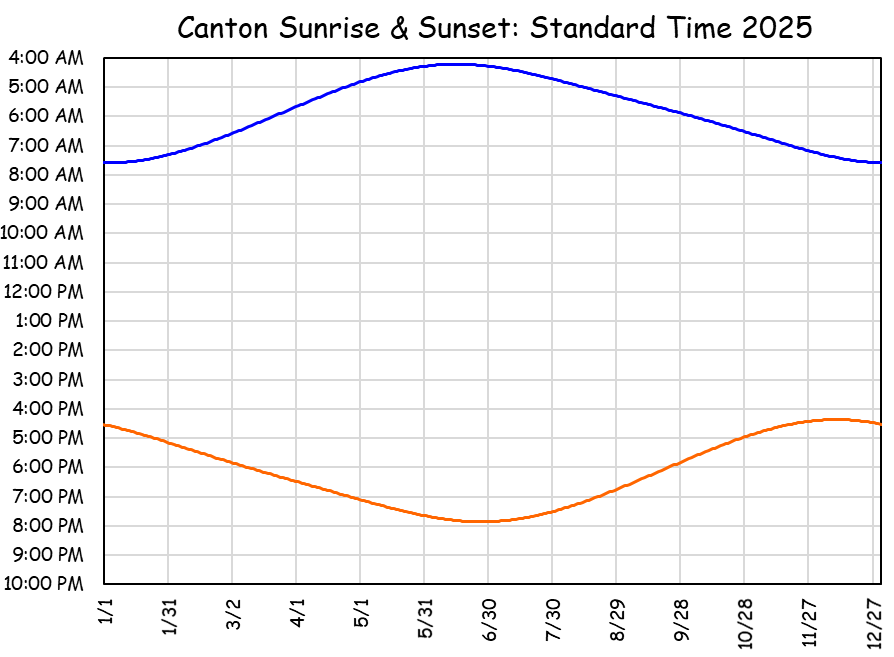 Canton Sunrise & Sunset: Standard Time 2025
4:00 AM
5:00 AM
6:00 AM
7:00 AM
8:00 AM
9:00 AM
10:00 AM
11:00 AM
12:00 PM
1:00 PM
2:00 PM
3:00 PM
4:00 PM
5:00 PM
6:00 PM
7:00 PM
8:00 PM
9:00 PM
10:00 PM
1/1
1/31
3/2
4/1
5/1
5/31
6/30
7/30
8/29
9/28
10/28
11/27
12/27